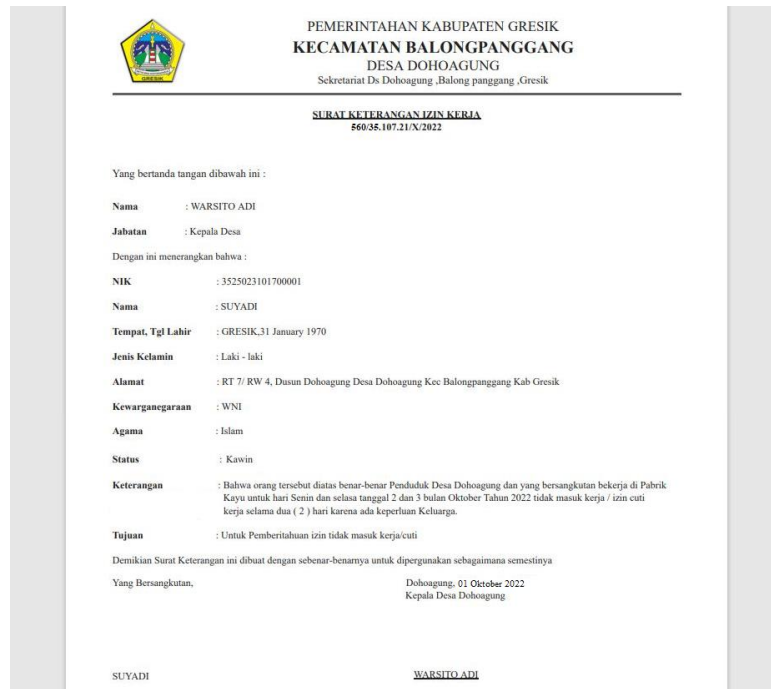 PEMERINTAHAN KABUPATEN GRESIK
KECAMATAN BALONGPANGGANG
DESA DOHOAGUNG
Sekretariat Ds Dohoagung ,Balong panggang ,Gresik
GRESIK
SURAT KETERANGAN IZIN KERJA
560/35.107.21/X/2022
Yang bertanda tangan dibawah ini :
Nama : WARSITO ADI
Jabatan : Kepala Desa
Dengan ini menerangkan bahwa :
NIK : 3525023101700001
Nama : SUYADI
Tempat, Tgl Lahir : GRESIK,31 January 1970
Jenis Kelamin : Laki - laki
Alamat : RT 7/ RW 4, Dusun Dohoagung Desa Dohoagung Kec Balongpanggang Kab Gresik
Kewarganegaraan : WNI
Agama : Islam
Status : Kawin
Keterangan : Bahwa orang tersebut diatas benar-benar Penduduk Desa Dohoagung dan yang bersangkutan bekerja di Pabrik
Kayu untuk hari Senin dan selasa tanggal 2 dan 3 bulan Oktober Tahun 2022 tidak masuk kerja / izin cuti
kerja selama dua ( 2 ) hari karena ada keperluan Keluarga.
Tujuan : Untuk Pemberitahuan izin tidak masuk kerja/cuti
Demikian Surat Keterangan ini dibuat dengan sebenar-benarnya untuk dipergunakan sebagaimana semestinya
Yang Bersangkutan,
Dohoagung, 01 Oktober 2022
Kepala Desa Dohoagung
SUYADI
WARSITO ADI